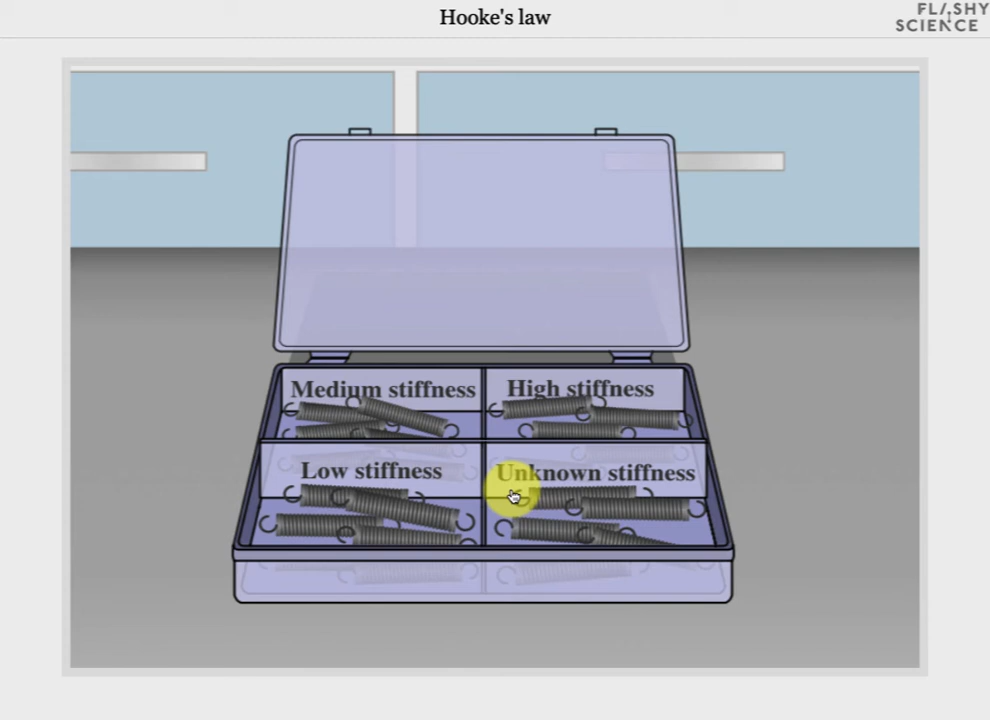 Hooke's law
FLASHY
SCIENCE
Medium stiffness
High stiffness
Low stiffness
Unknown stiffness